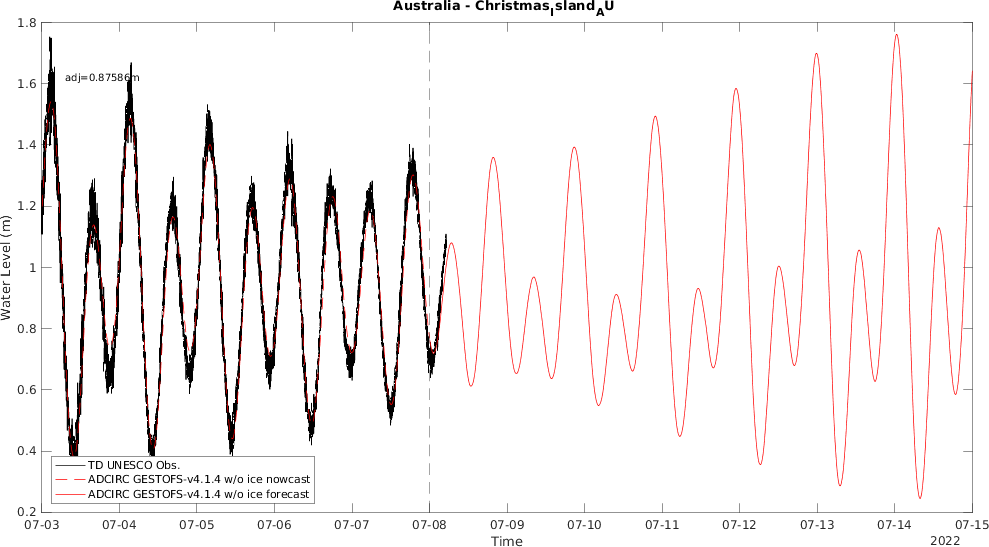 Australia - Christmas_Island_AU
1.8
adj=0.87586m
1.6
1.4
1.2
Water Level (m)
1
0.8
0.6
0.4
TD UNESCO Obs.
ADCIRC GESTOFS-v4.1.4 w/o ice nowcast
ADCIRC GESTOFS-v4.1.4 w/o ice forecast
0.2
07-03 07-04 07-05 07-06 07-07 07-08 07-09 07-10 07-11 07-12 07-13 07-14 07-15
Time
2022